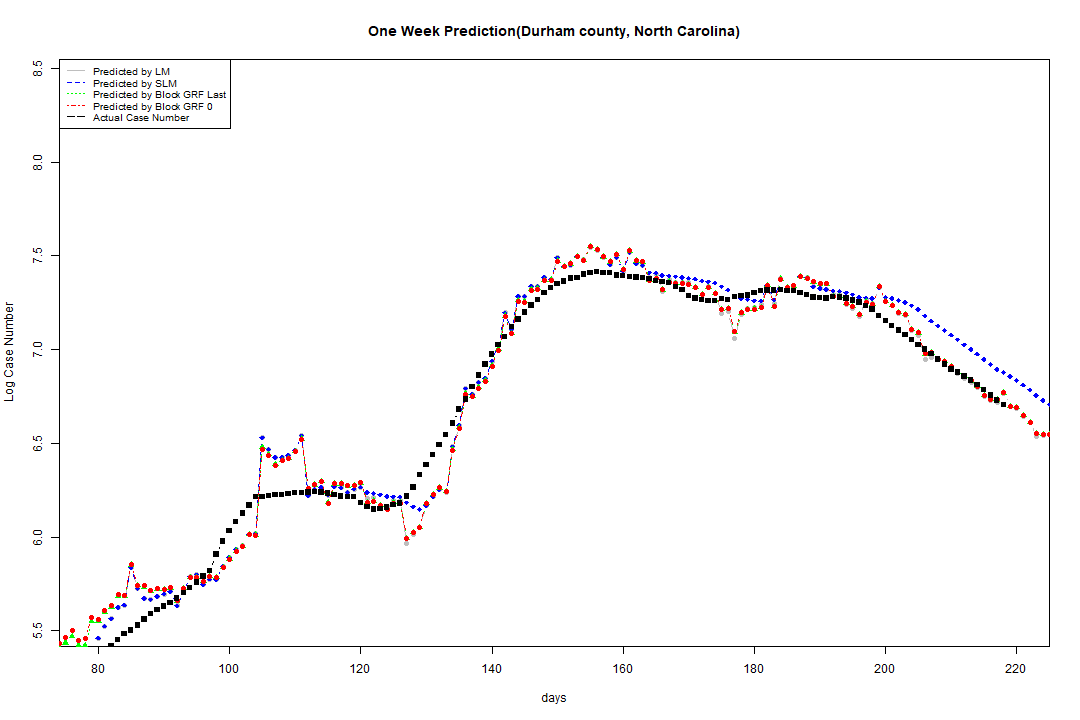 One Week Prediction(Durham county, North Carolina)
Predicted by LM
Predicted by SLM
Predicted by Block GRF Last
Predicted by Block GRF 0
Actual Case Number
8.5
8.0
7.5
7.0
6.5
6.0
5.5
Log Case Number
80 100 120 140 160 180 200 220
days